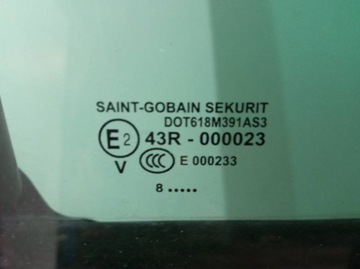 SAINT-GOBAIN SEKURIT
DOT618M391AS3
E2 43R - 000023
V CCC E 000233
8 .....